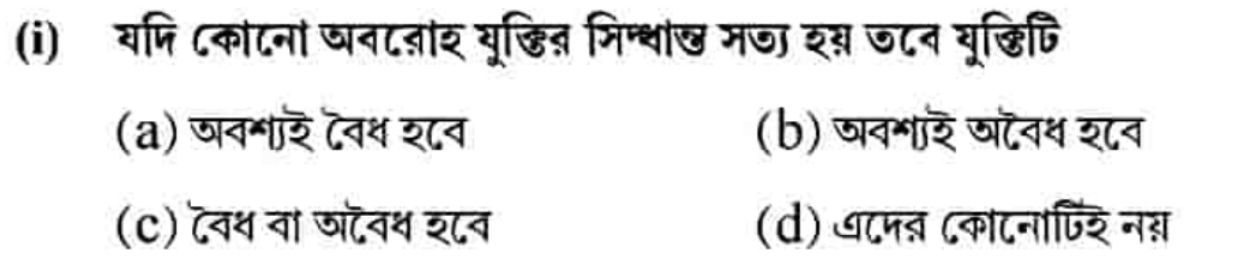 (i) যদি কোনো অবরোহ যুক্তির সিদ্ধান্ত সত্য হয় তবে যুক্তিটি
(a) অবশ্যই বৈধ হবে (b) অবশ্যই অবৈধ হবে
(c) বৈধ বা অবৈধ হবে (d) এদের কোনোটিই নয়